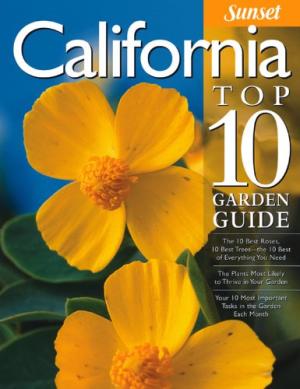 Sunset
California
TOP
10
GARDEN
GUIDE
The 10 Best Roses,
10 Best Trees—the 10 Best
of Everything You Need
The Plants Most Likely
to Thrive in Your Garden
Your 10 Most Important
Tasks in the Garden
Each Month